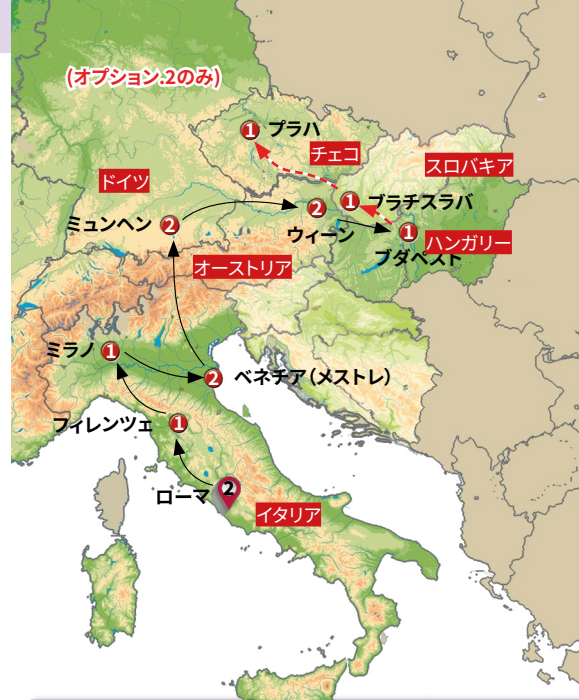 (オプション.2のみ)
1 プラハ
チェコ
スロバキア
ドイツ
1 ブラチスラバ
ミュンヘン 2
2
ウィーン
1 ハンガリー
ブダペスト
オーストリア
ミラノ 1
2 ベネチア(メストレ)
フィレンツェ 1
ローマ 2
イタリア